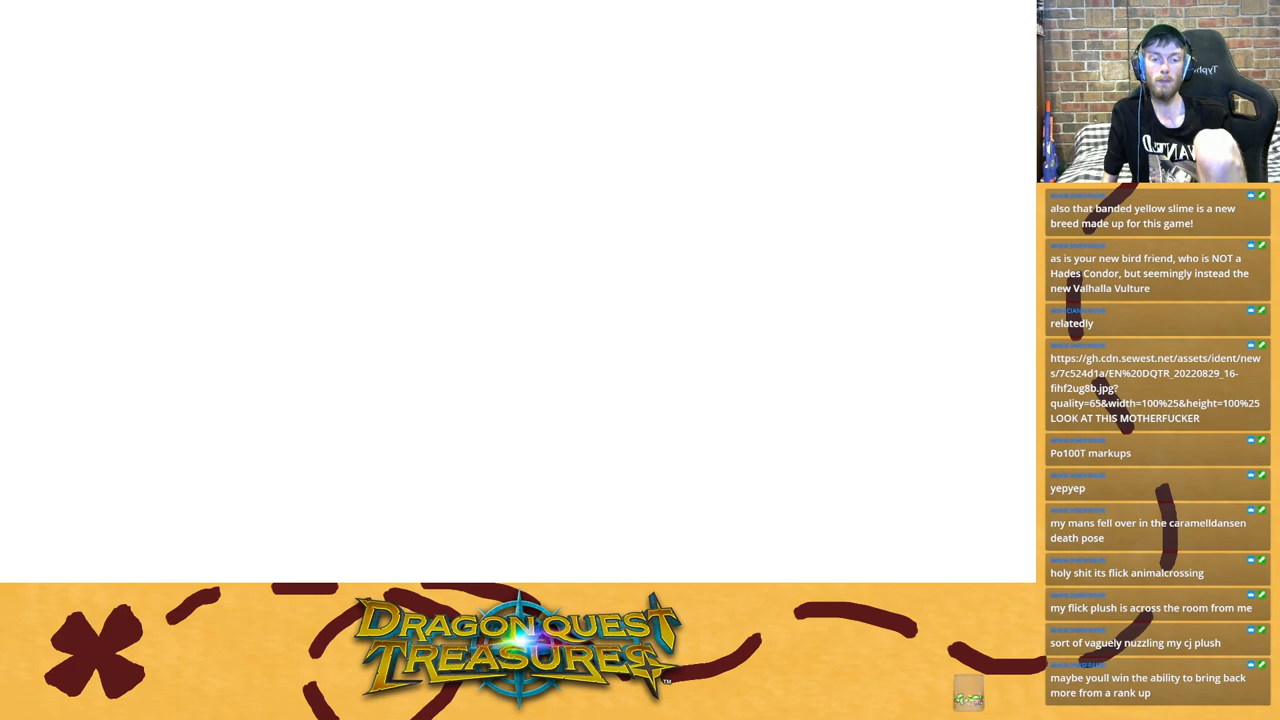 also that banded yellow slime is a new
breed made up for this game!
as is your new bird friend, who is NOT a
Hades Condor, but seemingly instead the
new Valhalla Vulture
relatedly
https://gh.cdn.sewest.net/assets/ident/new
s/7c524d1a/EN%20DQTR_20220829_16-
fihf2ug8b.jpg?
quality=65&width=100%25&height=100%25
LOOK AT THIS MOTHERFUCKER
Po100T markups
yepyep
my mans fell over in the caramelldansen
death pose
holy shit its flick animalcrossing
my flick plush is across the room from me
sort of vaguely nuzzling my cj plush
maybe youll win the ability to bring back
more from a rank up
DRAGON QUEST
TREASURES
TM